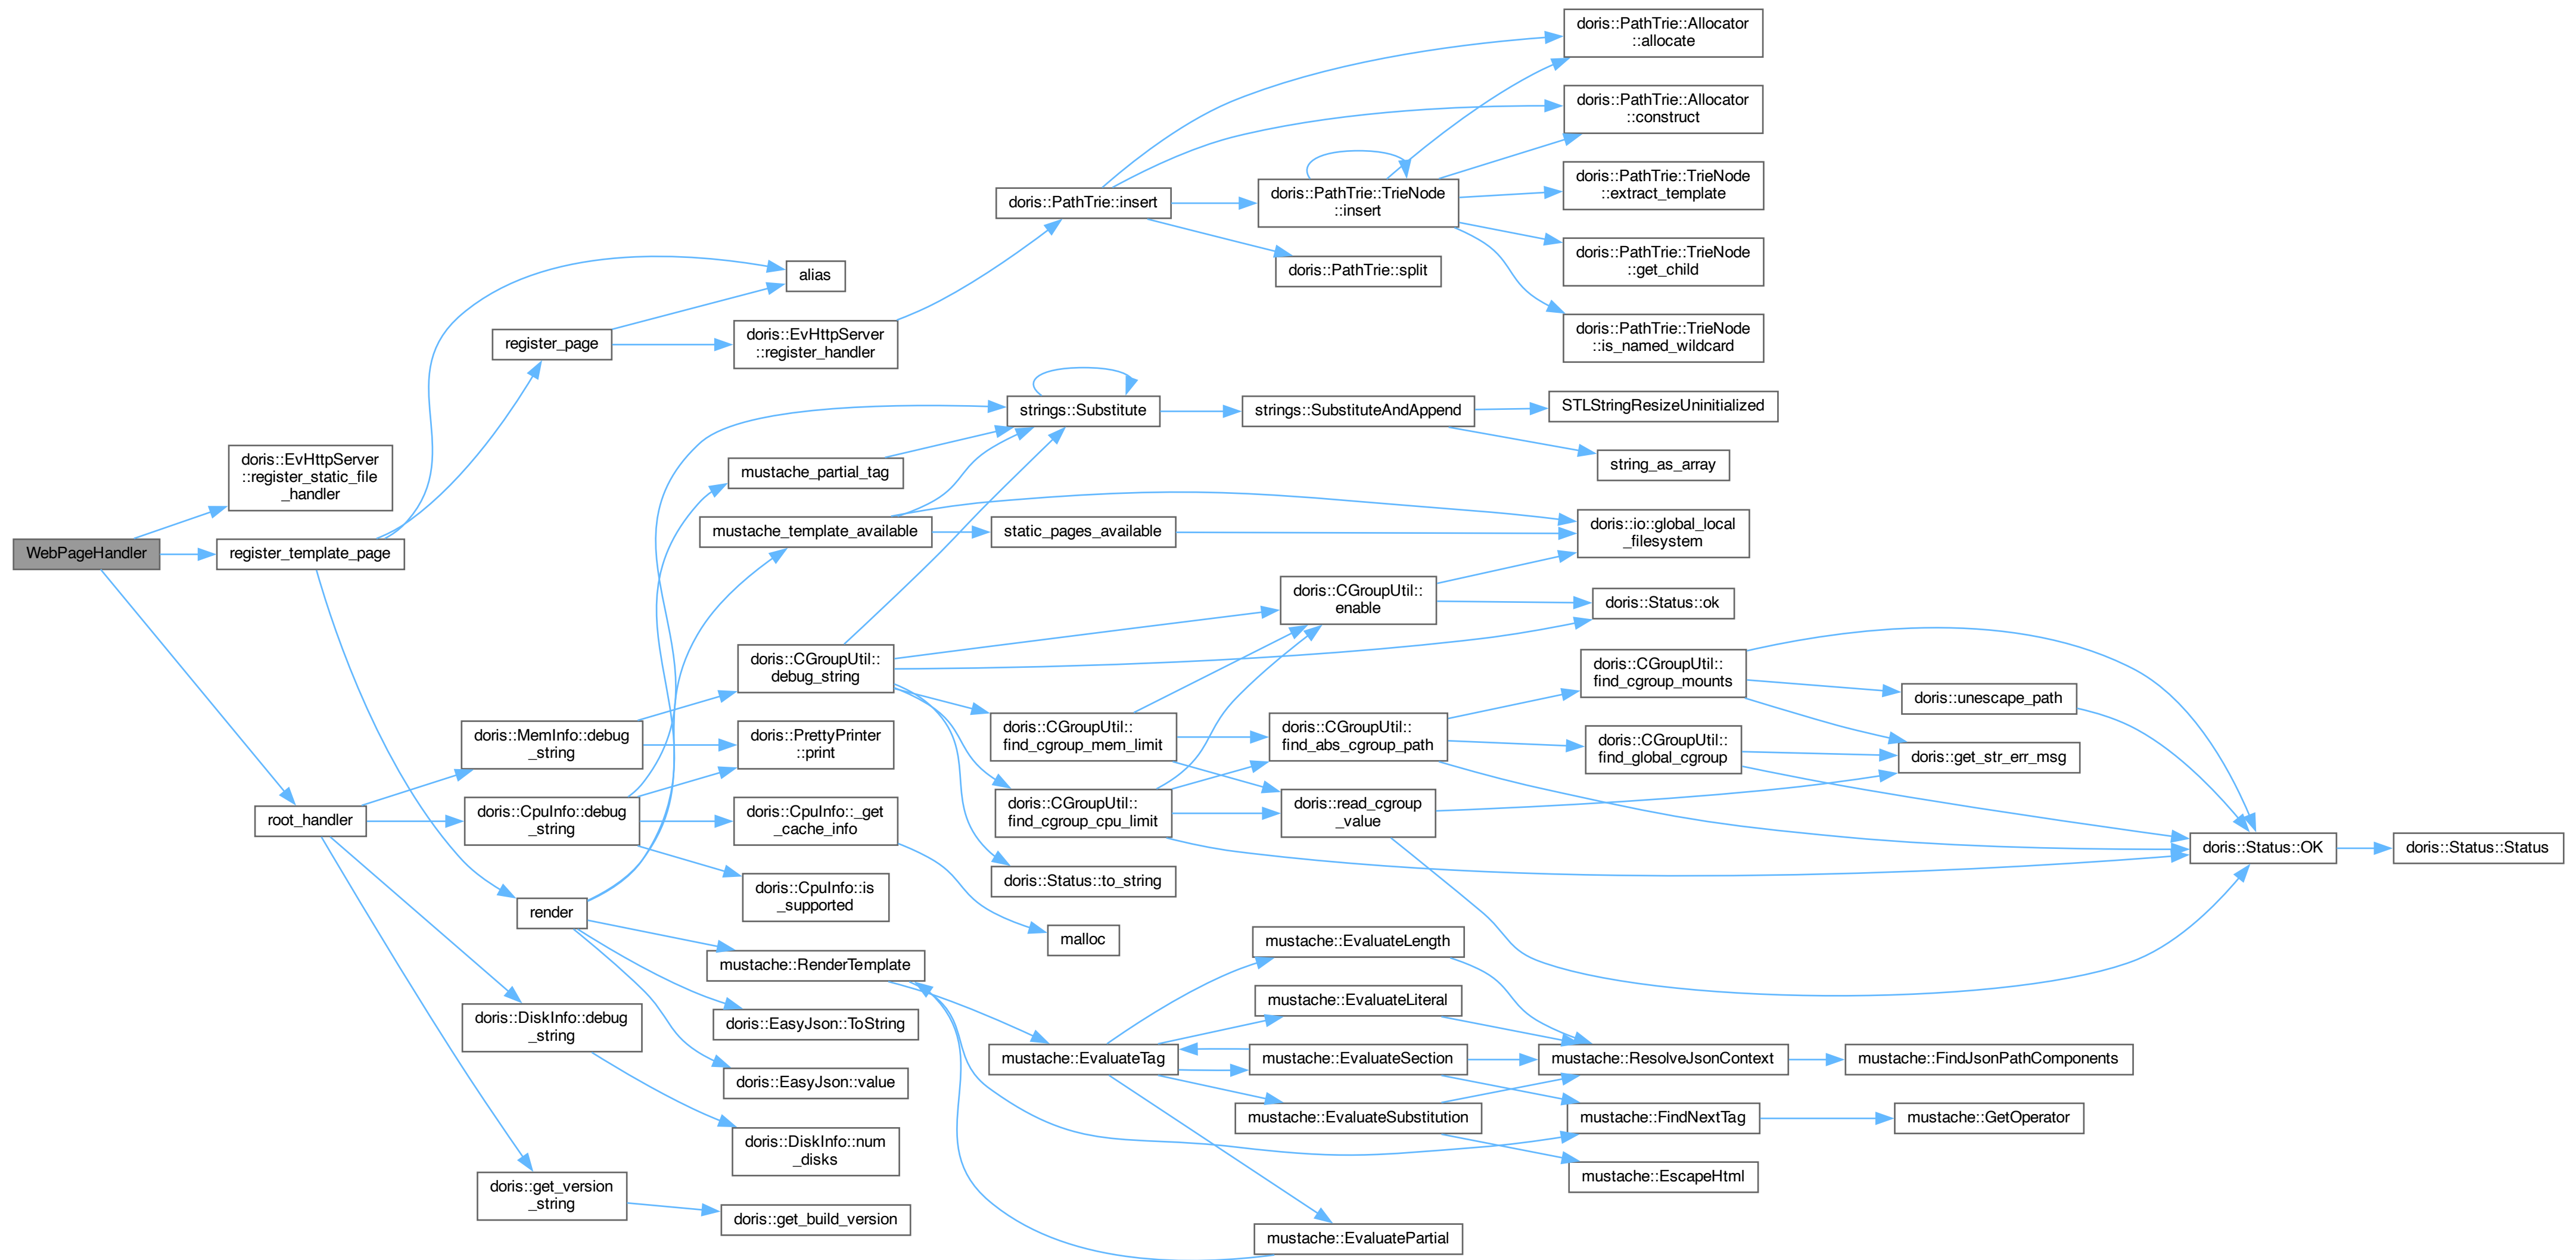 WebPageHandler
doris::EvHttpServer
::register_static_file
_handler
register_template_page
root_handler
register_page
doris::MemInfo::debug
_string
doris::CpuInfo::debug
_string
render
doris::DiskInfo::debug
_string
doris::get_version
_string
alias
doris::EvHttpServer
::register_handler
mustache_partial_tag
mustache_template_available
doris::CGroupUtil::
debug_string
doris::PrettyPrinter
::print
doris::CpuInfo::_get
_cache_info
doris::CpuInfo::is
_supported
mustache::RenderTemplate
doris::EasyJson::ToString
doris::EasyJson::value
doris::DiskInfo::num
_disks
doris::get_build_version
doris::PathTrie::insert
strings::Substitute
static_pages_available
doris::CGroupUtil::
find_cgroup_mem_limit
doris::CGroupUtil::
find_cgroup_cpu_limit
doris::Status::to_string
malloc
mustache::EvaluateTag
doris::PathTrie::TrieNode
::insert
doris::PathTrie::split
strings::SubstituteAndAppend
doris::CGroupUtil::
enable
doris::CGroupUtil::
find_abs_cgroup_path
doris::read_cgroup
_value
mustache::EvaluateLength
mustache::EvaluateLiteral
mustache::EvaluateSection
mustache::EvaluateSubstitution
mustache::EvaluatePartial
doris::PathTrie::Allocator
::allocate
doris::PathTrie::Allocator
::construct
doris::PathTrie::TrieNode
::extract_template
doris::PathTrie::TrieNode
::get_child
doris::PathTrie::TrieNode
::is_named_wildcard
STLStringResizeUninitialized
string_as_array
doris::io::global_local
_filesystem
doris::Status::ok
doris::CGroupUtil::
find_cgroup_mounts
doris::CGroupUtil::
find_global_cgroup
mustache::ResolveJsonContext
mustache::FindNextTag
mustache::EscapeHtml
doris::unescape_path
doris::get_str_err_msg
mustache::FindJsonPathComponents
mustache::GetOperator
doris::Status::OK
doris::Status::Status